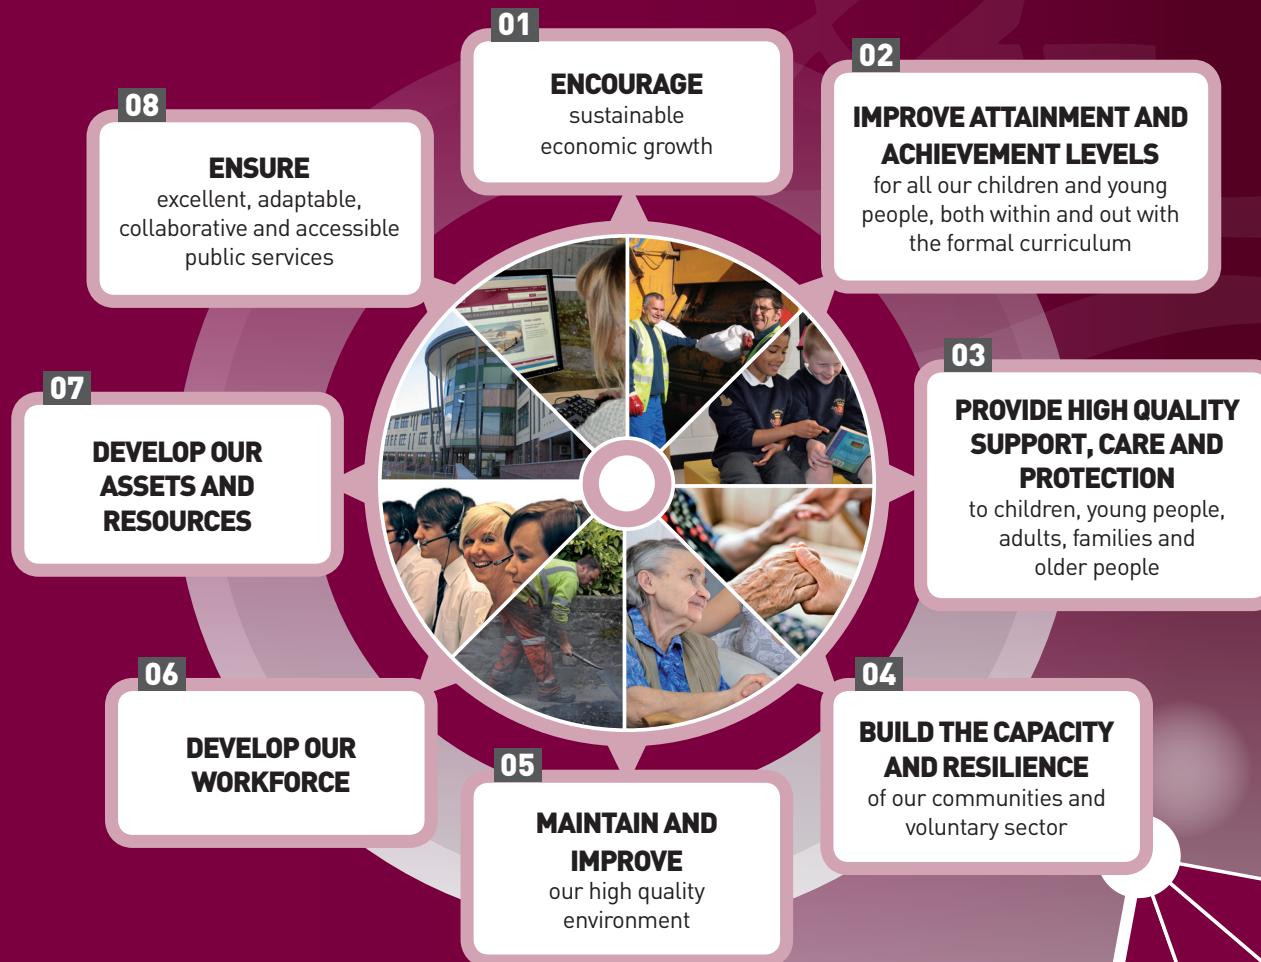 01
ENCOURAGE
sustainable
economic growth
02
IMPROVE ATTAINMENT AND
ACHIEVEMENT LEVELS
for all our children and young
people, both within and out with
the formal curriculum
03
PROVIDE HIGH QUALITY
SUPPORT, CARE AND
PROTECTION
to children, young people,
adults, families and
older people
04
BUILD THE CAPACITY
AND RESILIENCE
of our communities and
voluntary sector
05
MAINTAIN AND
IMPROVE
our high quality
environment
06
DEVELOP OUR
WORKFORCE
07
DEVELOP OUR
ASSETS AND
RESOURCES
08
ENSURE
excellent, adaptable,
collaborative and accessible
public services